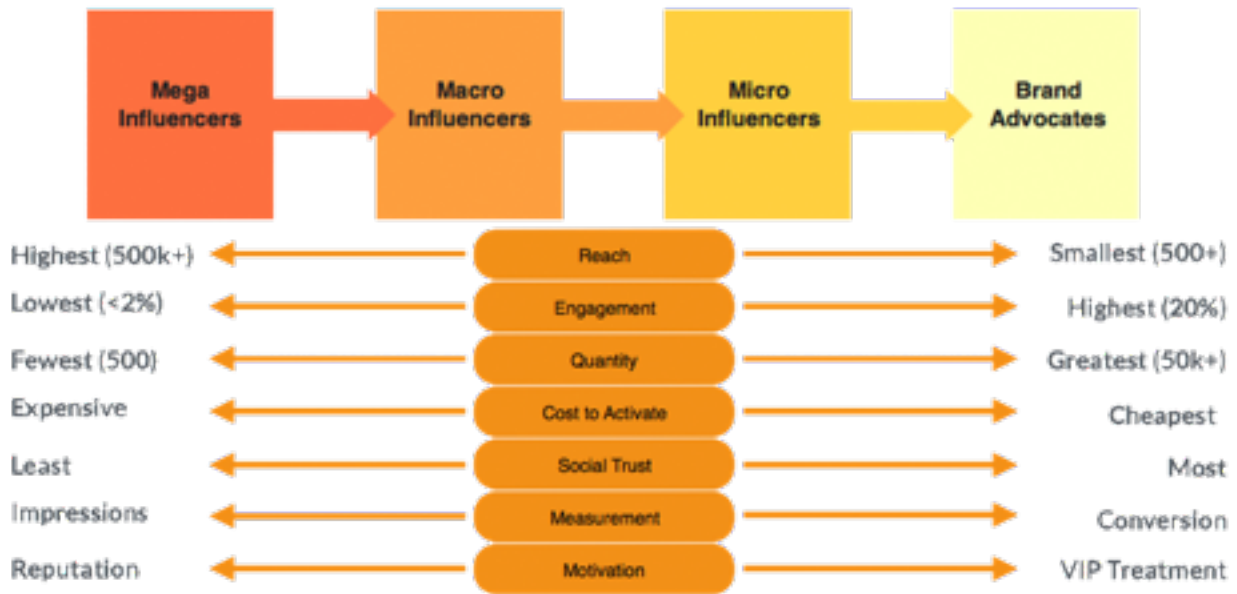 Mega
Influencers
Macro
Influencers
Micro
Influencers
Brand
Advocates
Highest (500k+)
Reach
Smallest (500+)
Lowest (<2%)
Engagement
Highest (20%)
Fewest (500)
Quantity
Greatest (50k+)
Expensive
Cost to Activate
Cheapest
Least
Social Trust
Most
Impressions
Measurement
Conversion
Reputation
Motivation
VIP Treatment